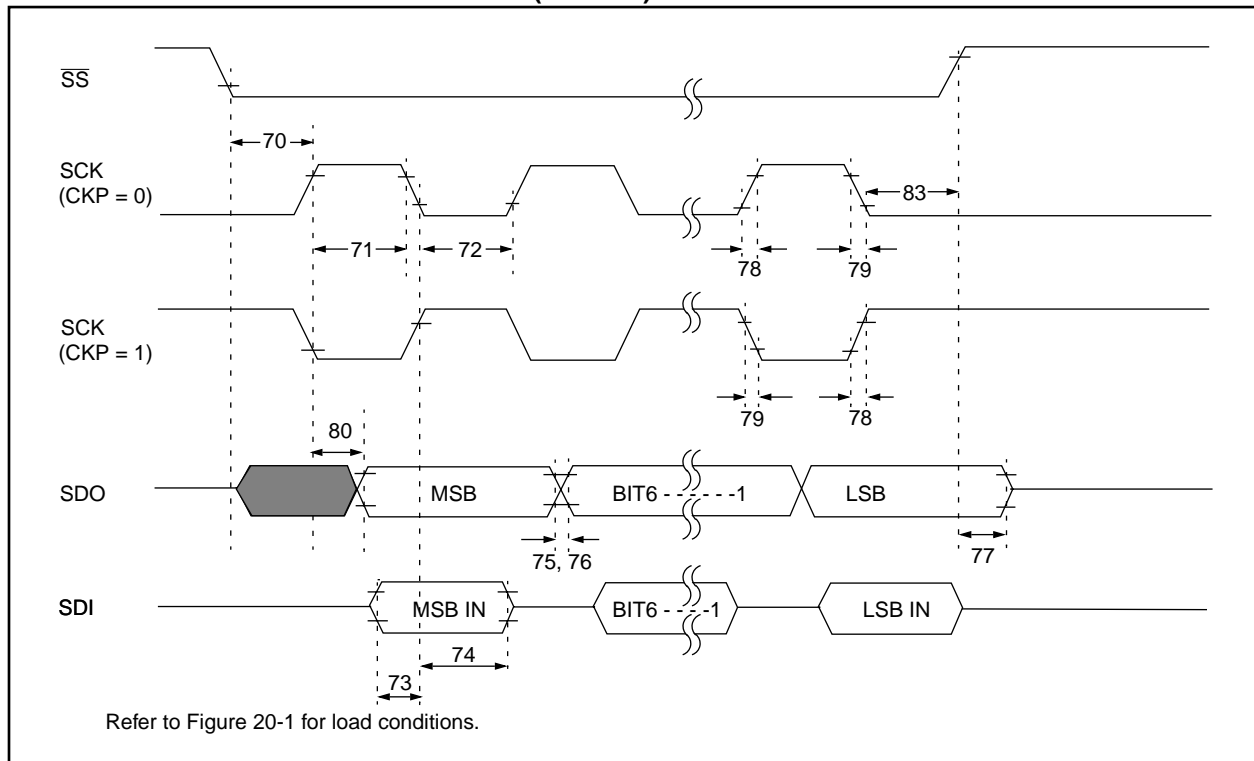 SS
70
SCK
(CKP = 0)
83
71
72
78
79
SCK
(CKP = 1)
79
78
80
SDO
MSB
BIT6 - - - - - - -1
LSB
75, 76
77
SDI
MSB IN
BIT6 - - - - -1
LSB IN
74
73
Refer to Figure 20-1 for load conditions.